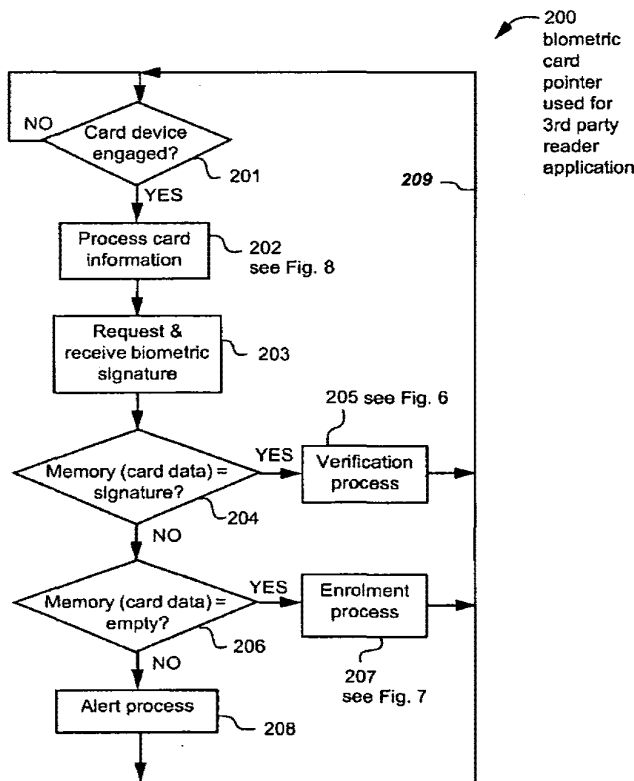 200
biometric
card
pointer
used for
3rd party
reader
application
NO
Card device
engaged?
201
209
YES
Process card
information
202
see Fig. 8
Request &
receive biometric
signature
203
205 see Fig. 6
YES
Memory (card data) =
signature?
Verification
process
204
NO
YES
Memory (card data) =
empty?
Enrolment
process
206
NO
207
see Fig. 7
Alert process
208